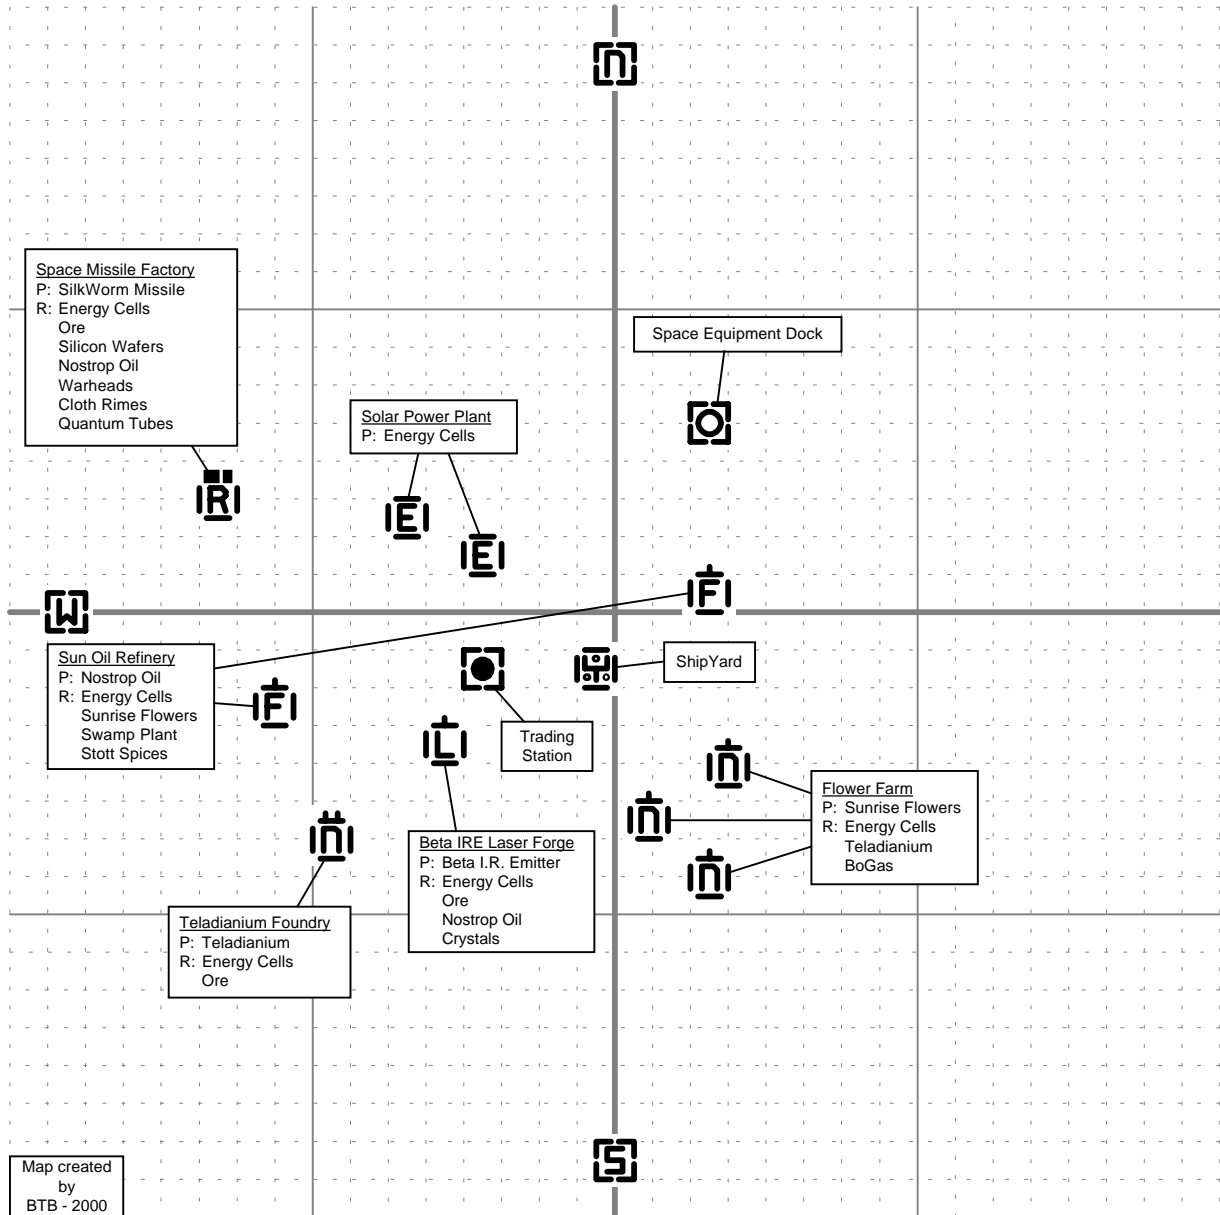 n
Space Missile Factory
P: SilkWorm Missile
R: Energy Cells
Ore
Silicon Wafers
Nostrop Oil
Warheads
Cloth Rimes
Quantum Tubes
Space Equipment Dock
Solar Power Plant
P: Energy Cells
R
E
E
F
W
Sun Oil Refinery
P: Nostrop Oil
R: Energy Cells
Sunrise Flowers
Swamp Plant
Stott Spices
ShipYard
F
L
Trading
Station
n
n
n
n
Flower Farm
P: Sunrise Flowers
R: Energy Cells
Teladianium
BoGas
Beta IRE Laser Forge
P: Beta I.R. Emitter
R: Energy Cells
Ore
Nostrop Oil
Crystals
Teladianium Foundry
P: Teladianium
R: Energy Cells
Ore
S
Map created
by
BTB - 2000